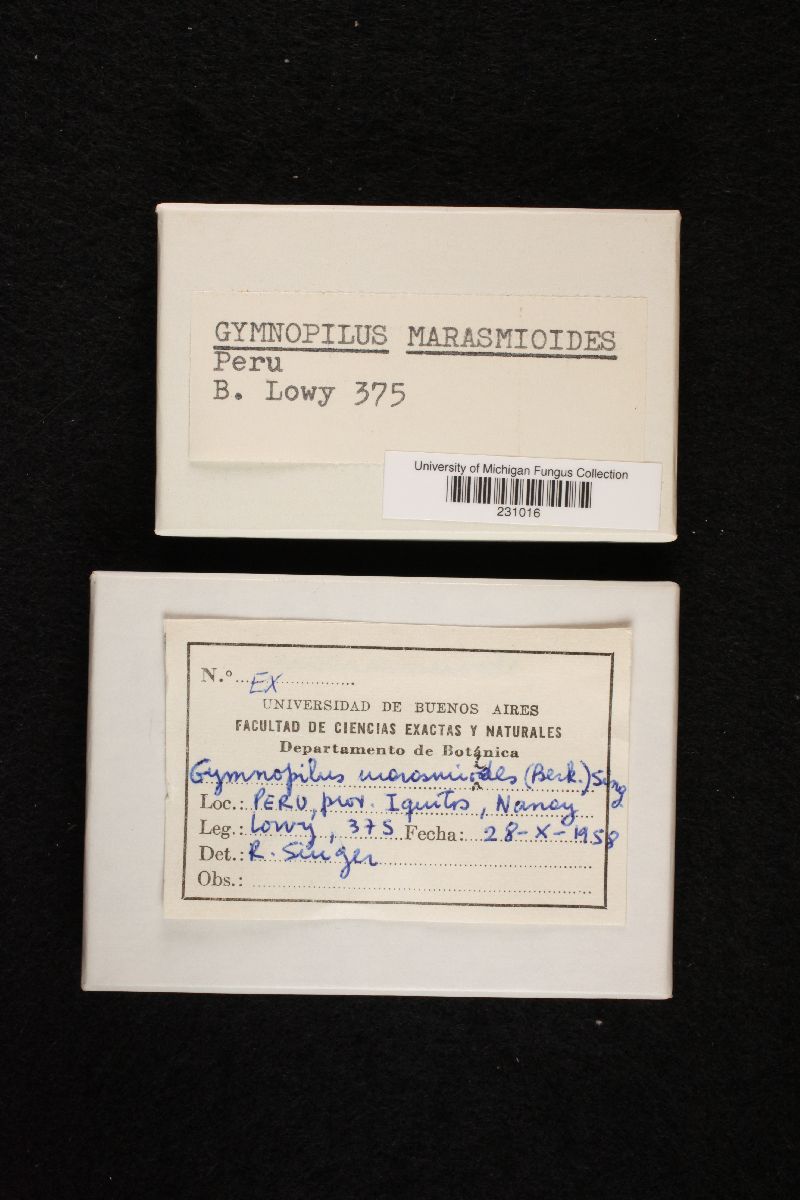 GYMNOPILUS MARASMIOIDES
Peru
B. Lowy 375
University of Michigan Fungus Collection
231016
N.º EX
UNIVERSIDAD DE BUENOS AIRES
FACULTAD DE CIENCIAS EXACTAS Y NATURALES
Departamento de Botánica
Gymnopilus marasmioides (Berk.) Sing
Loc.: PERU, prov. Iquitos, Nanay
Leg.: Lowy, 375 Fecha: 28-X-1958
Det.: R. Singer
Obs.: